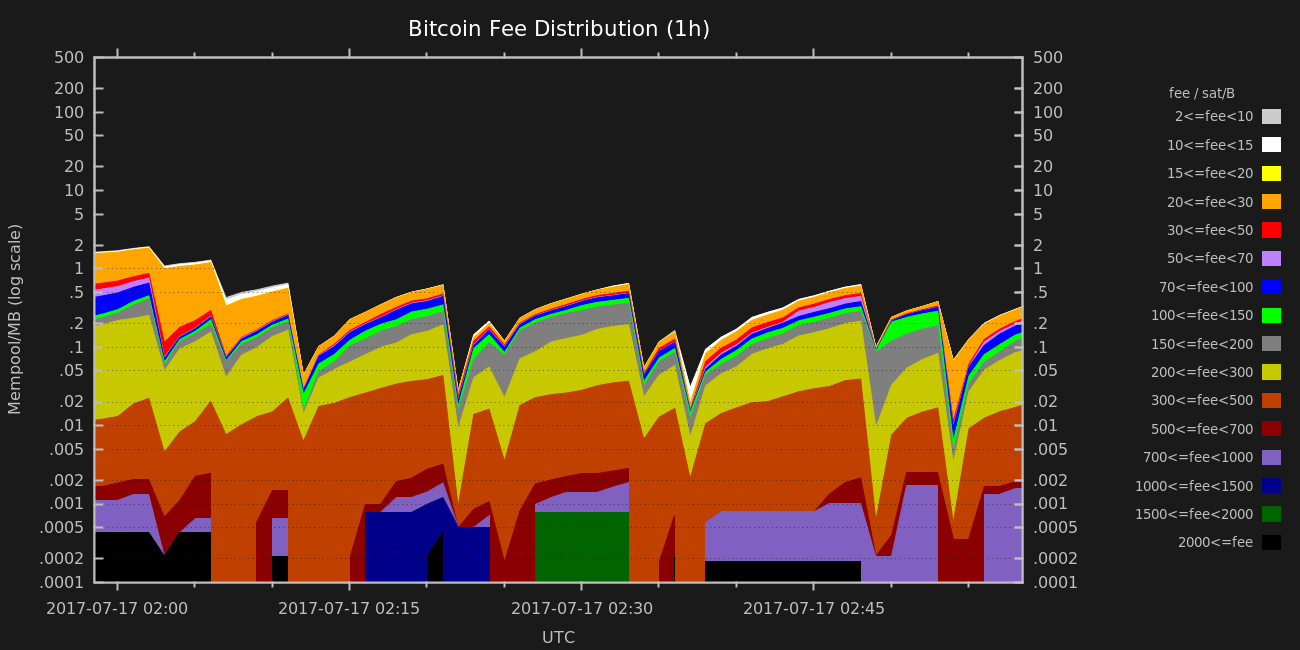 Bitcoin Fee Distribution (1h)
Mempool/MB (log scale)
500
200
100
50
20
10
5
2
1
.5
.2
.1
.05
.02
.01
.005
.002
.001
.0005
.0002
.0001
500
200
100
50
20
10
5
2
1
.5
.2
.1
.05
.02
.01
.005
.002
.001
.0005
.0002
.0001
2017-07-17 02:00
2017-07-17 02:15
2017-07-17 02:30
2017-07-17 02:45
UTC
fee / sat/B
2<=fee<10
10<=fee<15
15<=fee<20
20<=fee<30
30<=fee<50
50<=fee<70
70<=fee<100
100<=fee<150
150<=fee<200
200<=fee<300
300<=fee<500
500<=fee<700
700<=fee<1000
1000<=fee<1500
1500<=fee<2000
2000<=fee